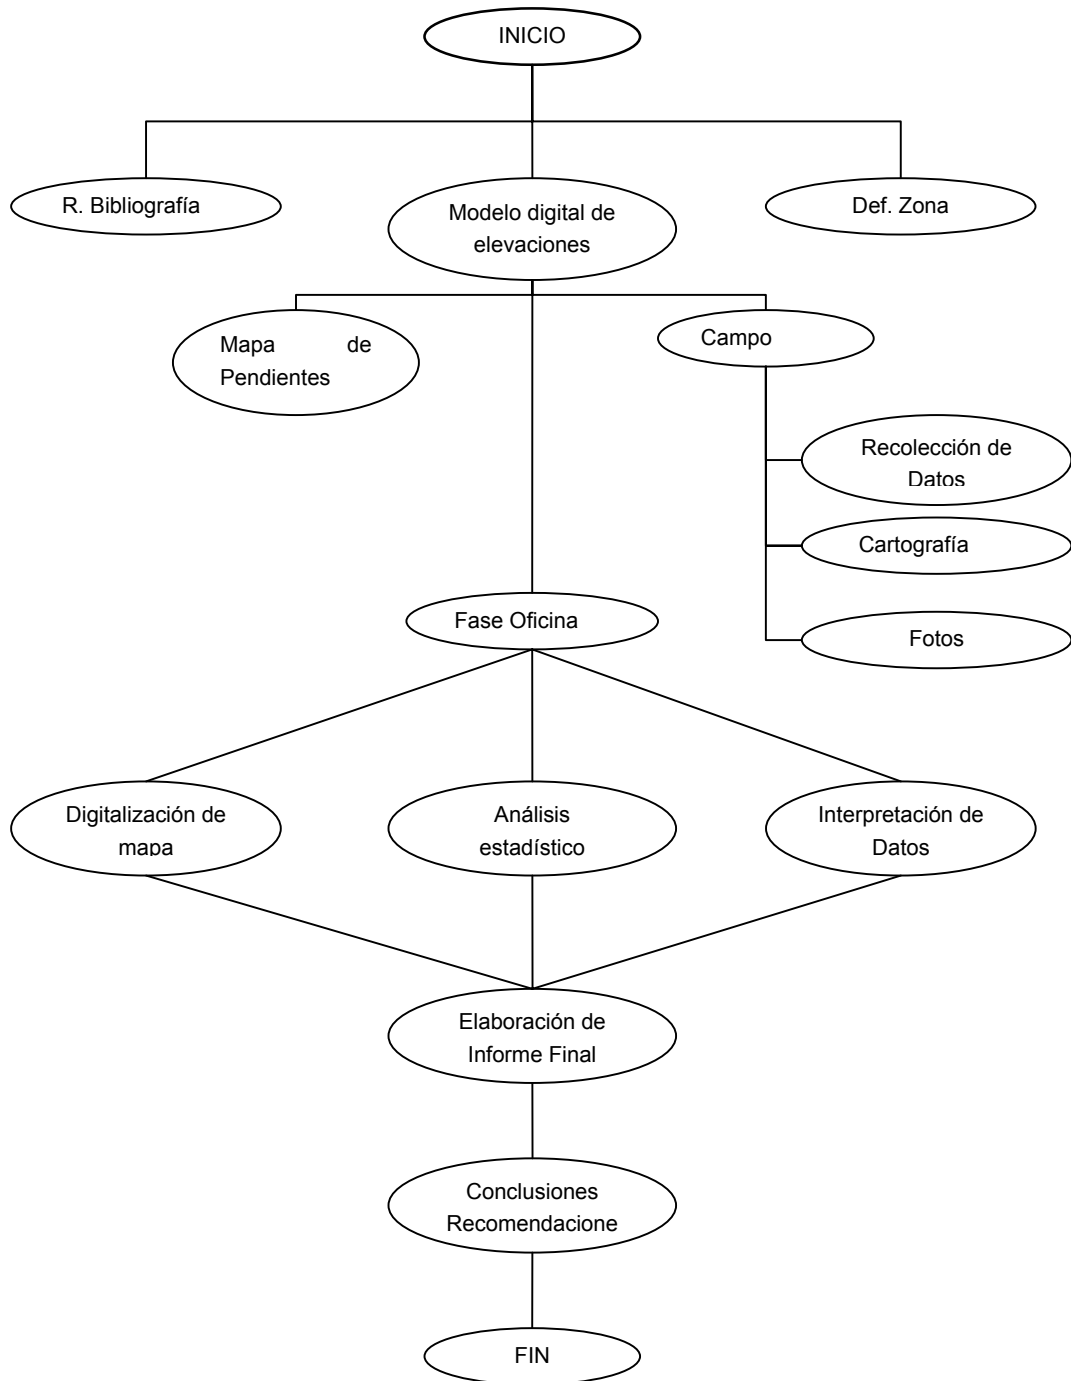 INICIO
R. Bibliografía
Modelo digital de
elevaciones
Def. Zona
Mapa de
Pendientes
Campo
Recolección de
Datos
Cartografía
Fotos
Fase Oficina
Digitalización de
mapa
Análisis
estadístico
Interpretación de
Datos
Elaboración de
Informe Final
Conclusiones
Recomendacione
FIN